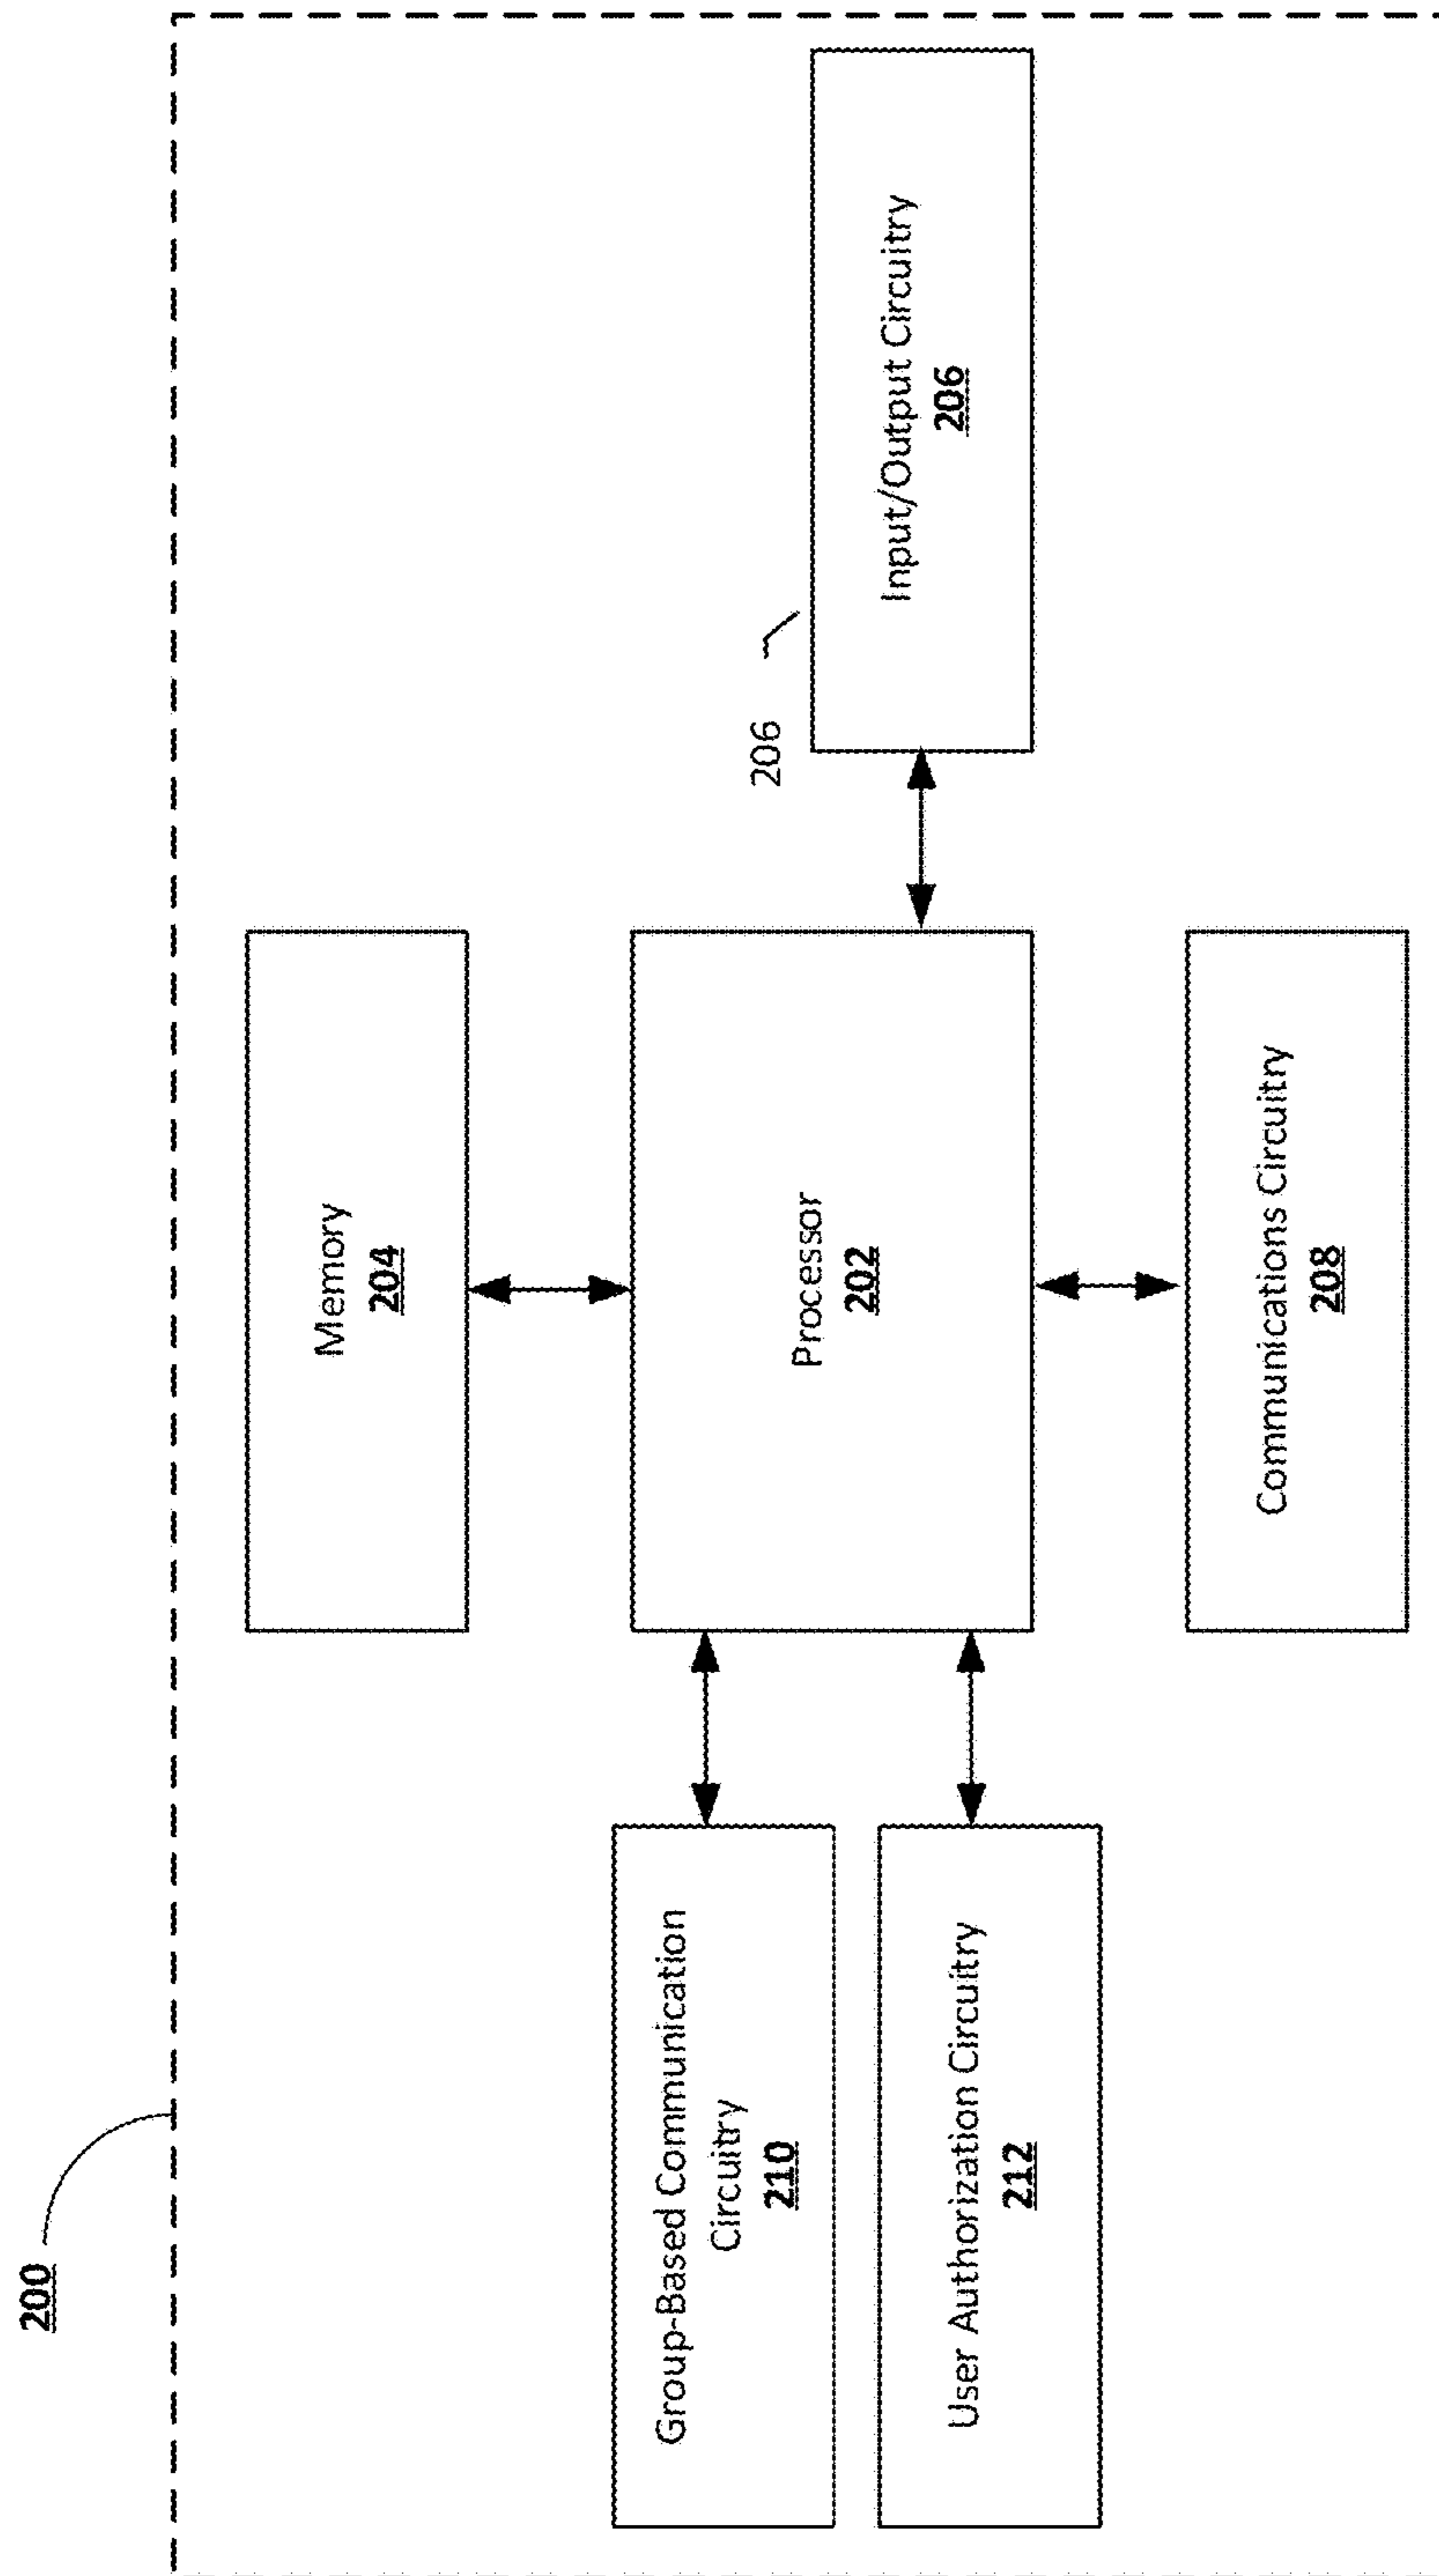 200
Memory
204
Group-Based Communication
Circuitry
210
Processor
202
206
Input/Output Circuitry
206
User Authorization Circuitry
212
Communications Circuitry
208